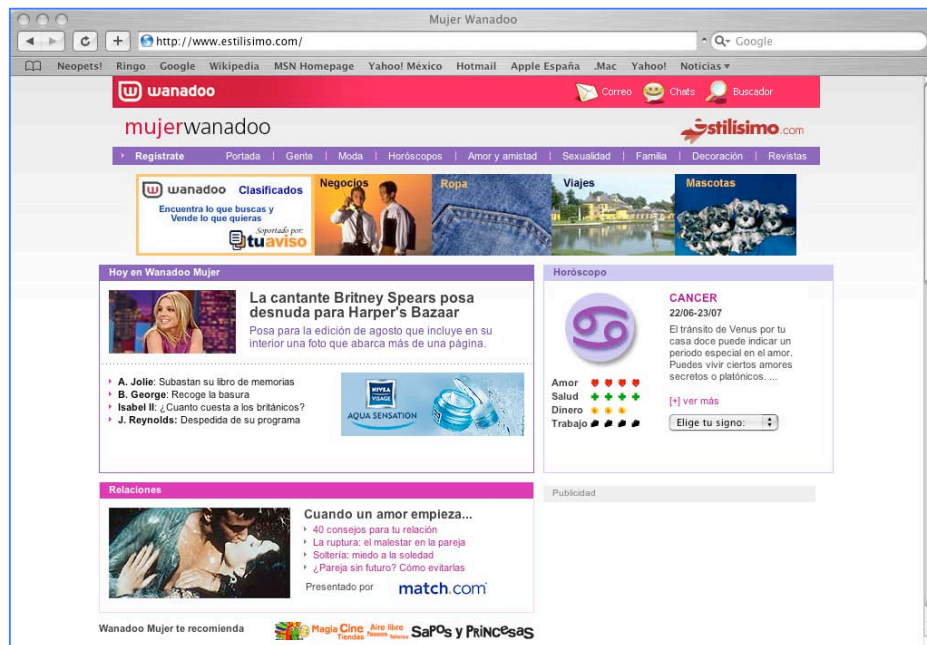 Mujer Wanadoo
http://www.estilisimo.com/
Google
Neopets! Ringo Google Wikipedia MSN Homepage Yahoo! México Hotmail Apple España .Mac Yahoo! Noticias
wanadoo
Correo Chats Buscador
mujerwanadoo
estilisimo.com
Regístrate Portada | Gente | Moda | Horóscopos | Amor y amistad | Sexualidad | Familia | Decoración | Revistas
wanadoo Clasificados
Encuentra lo que buscas y
Vende lo que quieras
Soportado por:
tuaviso
Negocios
Ropa
Viajes
Mascotas
Hoy en Wanadoo Mujer
La cantante Britney Spears posa
desnuda para Harper's Bazaar
Posa para la edición de agosto que incluye en su
interior una foto que abarca más de una página.
A. Jolie: Subastan su libro de memorias
B. George: Recoge la basura
Isabel II: ¿Cuanto cuesta a los británicos?
J. Reynolds: Despedida de su programa
NIVEA
VISAGE
AQUA SENSATION
Horóscopo
CANCER
22/06-23/07
El tránsito de Venus por tu
casa doce puede indicar un
periodo especial en el amor.
Puedes vivir ciertos amores
secretos o platónicos. ...
[+] ver más
Elige tu signo:
Amor
Salud
Dinero
Trabajo
Relaciones
Cuando un amor empieza...
40 consejos para tu relación
La ruptura: el malestar en la pareja
Soltería: miedo a la soledad
¿Pareja sin futuro? Cómo evitarlas
Presentado por match.com
Publicidad
Wanadoo Mujer te recomienda
Magia Cine
Tiendas
Aire libre
SaPOs y PRiNCesaS